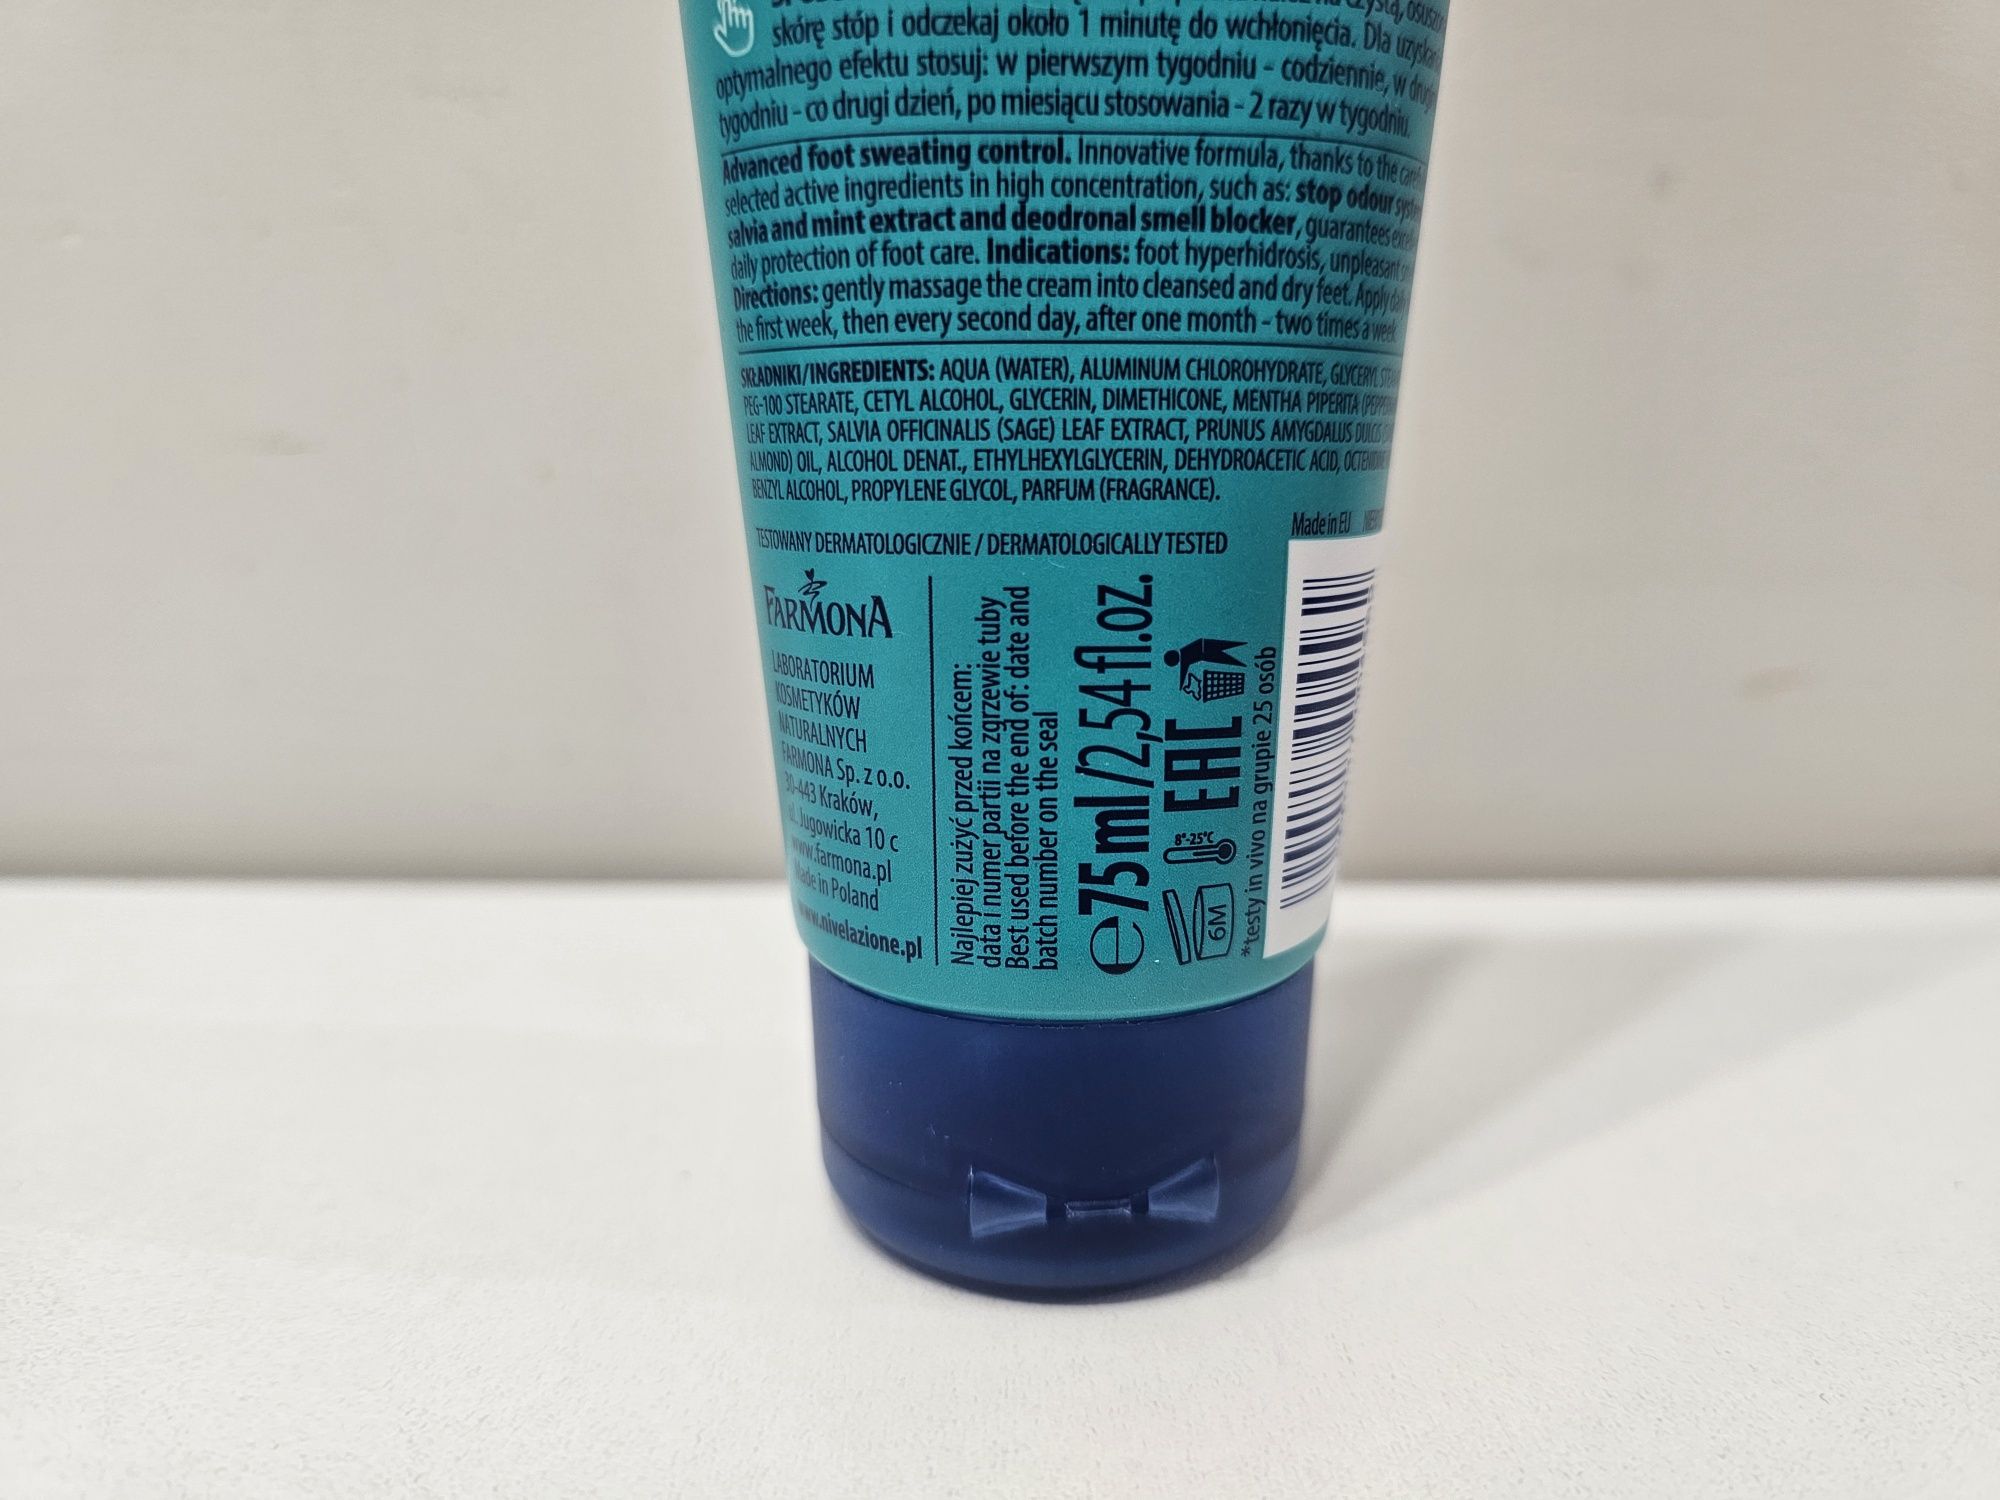 czystą,
skórę stóp i odczekaj około 1 minutę do wchłonięcia. Dla
optymalnego efektu stosuj: w pierwszym tygodniu - codziennie, w
tygodniu - co drugi dzień, po miesiącu stosowania - 2 razy w tygodniu.
Advanced foot sweating control. Innovative formula, thanks to the
selected active ingredients in high concentration, such as: stop odour
salvia and mint extract and deodronal smell blocker, guarantees
daily protection of foot care. Indications: foot hyperhidrosis, unpleasant
Directions: gently massage the cream into cleansed and dry feet. Apply
the first week, then every second day, after one month - two times a week.
SKŁADNIKI/INGREDIENTS: AQUA (WATER), ALUMINUM CHLOROHYDRATE, GLYCERYL
PEG-100 STEARATE, CETYL ALCOHOL, GLYCERIN, DIMETHICONE, MENTHA PIPERITA
LEAF EXTRACT, SALVIA OFFICINALIS (SAGE) LEAF EXTRACT, PRUNUS AMYGDALUS DULCIS
ALMOND) OIL, ALCOHOL DENAT., ETHYLHEXYLGLYCERIN, DEHYDROACETIC ACID,
BENZYL ALCOHOL, PROPYLENE GLYCOL, PARFUM (FRAGRANCE).
Made in EU
TESTOWANY DERMATOLOGICZNIE / DERMATOLOGICALLY TESTED
FARMONA
LABORATORIUM
KOSMETYKÓW
NATURALNYCH
FARMONA Sp. z o.o.
30-443 Kraków,
ul. Jugowicka 10 c
www.farmona.pl
Made in Poland
www.nivelazione.pl
Najlepiej zużyć przed końcem:
data i numer partii na zgrzewie tuby
Best used before the end of: date and
batch number on the seal
e75ml/2,54fl.oz.
6M
8°-25°C
EAC
*testy in vivo na grupie 25 osób